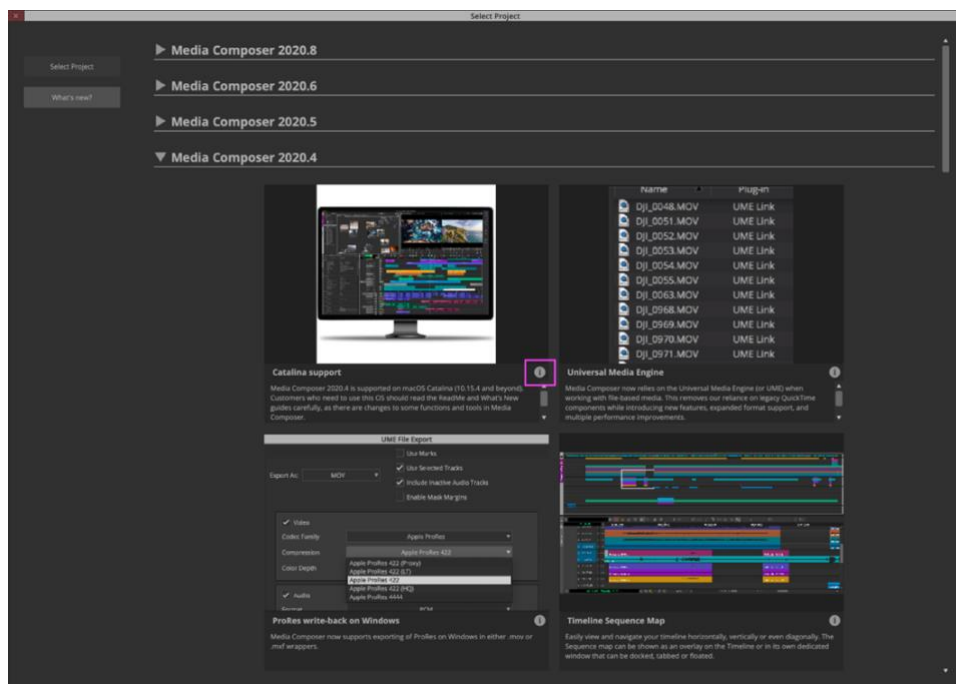 Select Project
Select Project
What's new?
Media Composer 2020.8
Media Composer 2020.6
Media Composer 2020.5
Media Composer 2020.4
Name Plug-in
DJI_0048.MOV UME Link
DJI_0051.MOV UME Link
DJI_0052.MOV UME Link
DJI_0053.MOV UME Link
DJI_0054.MOV UME Link
DJI_0055.MOV UME Link
DJI_0063.MOV UME Link
DJI_0968.MOV UME Link
DJI_0969.MOV UME Link
DJI_0970.MOV UME Link
DJI_0971.MOV UME Link
Catalina support
Media Composer 2020.4 is supported on macOS Catalina (10.15.4 and beyond).
Customers who need to use this OS should read the ReadMe and What's New
guides carefully, as there are changes to some functions and tools in Media
Composer.
Universal Media Engine
Media Composer now relies on the Universal Media Engine (or UME) when
working with file-based media. This removes our reliance on legacy QuickTime
components while introducing new features, expanded format support, and
multiple performance improvements.
UME File Export
Use Marks
Export As: MOV
Use Selected Tracks
Include Inactive Audio Tracks
Enable Mask Margins
Video
Codec Family Apple ProRes
Compression Apple ProRes 422
Color Depth
Apple ProRes 422 (Proxy)
Apple ProRes 422 (LT)
Apple ProRes 422
Apple ProRes 422 (HQ)
Apple ProRes 4444
Audio
Format PCM
ProRes write-back on Windows
Media Composer now supports exporting of ProRes on Windows in either .mov or
.mxf wrappers.
Timeline Sequence Map
Easily view and navigate your timeline horizontally, vertically or even diagonally. The
Sequence map can be shown as an overlay on the Timeline or in its own dedicated
window that can be docked, tabbed or floated.